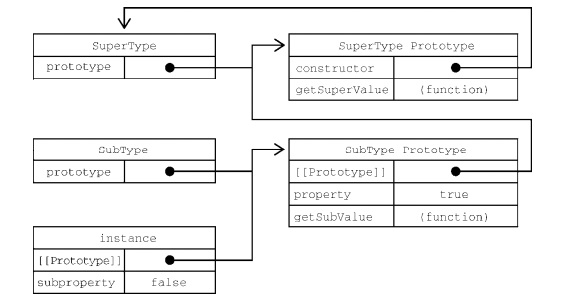 SuperType
prototype
SuperType Prototype
constructor
getSuperValue (function)
SubType
prototype
SubType Prototype
[[Prototype]]
property true
getSubValue (function)
instance
[[Prototype]]
subproperty false